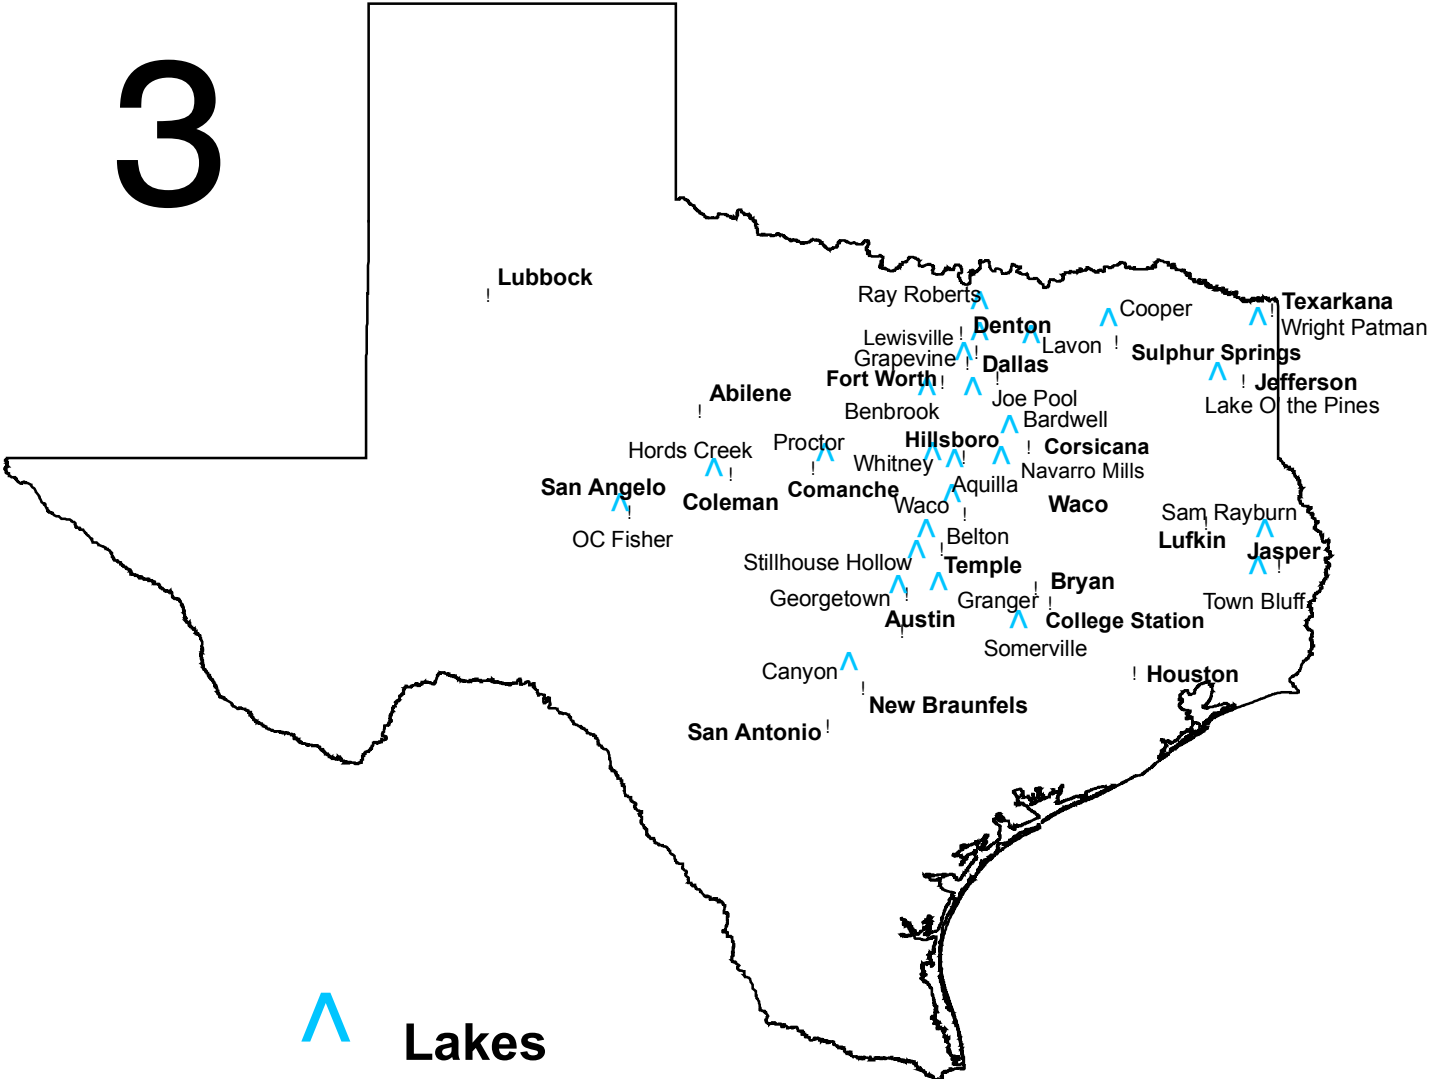 3
Lubbock
Ray Roberts
Texarkana
Cooper
Wright Patman
Denton
Lewisville
Lavon
Sulphur Springs
Grapevine
Dallas
Fort Worth
Jefferson
Abilene
Joe Pool
Lake O' the Pines
Benbrook
Bardwell
Hillsboro
Corsicana
Proctor
Hords Creek
Whitney
Navarro Mills
San Angelo
Comanche
Aquilla
Coleman
Waco
Waco
Sam Rayburn
OC Fisher
Belton
Lufkin
Jasper
Stillhouse Hollow
Temple
Bryan
Georgetown
Granger
Town Bluff
Austin
College Station
Somerville
Canyon
Houston
New Braunfels
San Antonio
Lakes